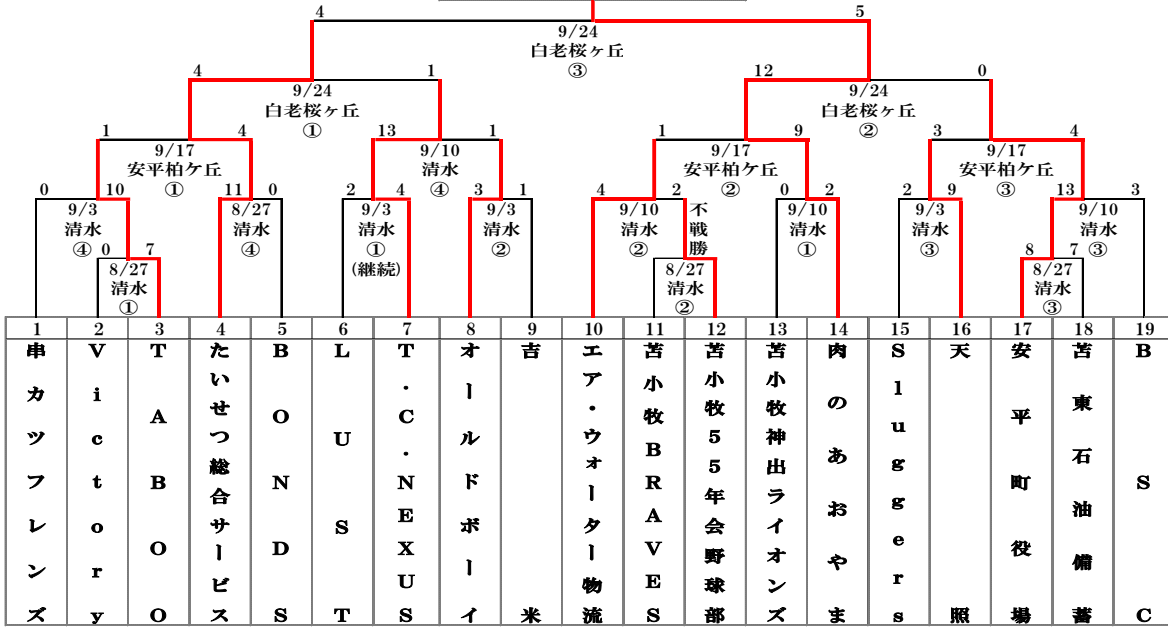 4 5
9/24
白老桜ヶ丘
③
4 1 12 0
9/24 9/24
白老桜ヶ丘 白老桜ヶ丘
① ②
1 4 13 1 1 9 3 4
9/17 9/10 9/17 9/17
安平柏ケ丘 清水 安平柏ケ丘 安平柏ケ丘
① ④ ② ③
0 10 11 0 2 4 3 1 4 2 0 2 2 9 13 3
9/3 8/27 9/3 9/3 9/10 不戦勝 9/10 9/3 9/10
清水 清水 清水 清水 清水 清水 清水 清水
④ ④ ① ② ② ① ③ ③
(継続)
0 7 8 7
8/27 8/27 8/27
清水 清水 清水
① ② ③
1 2 3 4 5 6 7 8 9 10 11 12 13 14 15 16 17 18 19
串カツフレンズ
Victory
TABOO
たいせつ総合サービス
BONDS
LUST
T.C.NEXUS
オールドボーイ
吉米
エア・ウォーター物流
苫小牧BRAVES
苫小牧55年会野球部
苫小牧神出ライオンズ
肉のあおやま
Sluggers
天照
安平町役場
苫東石油備蓄
BSC